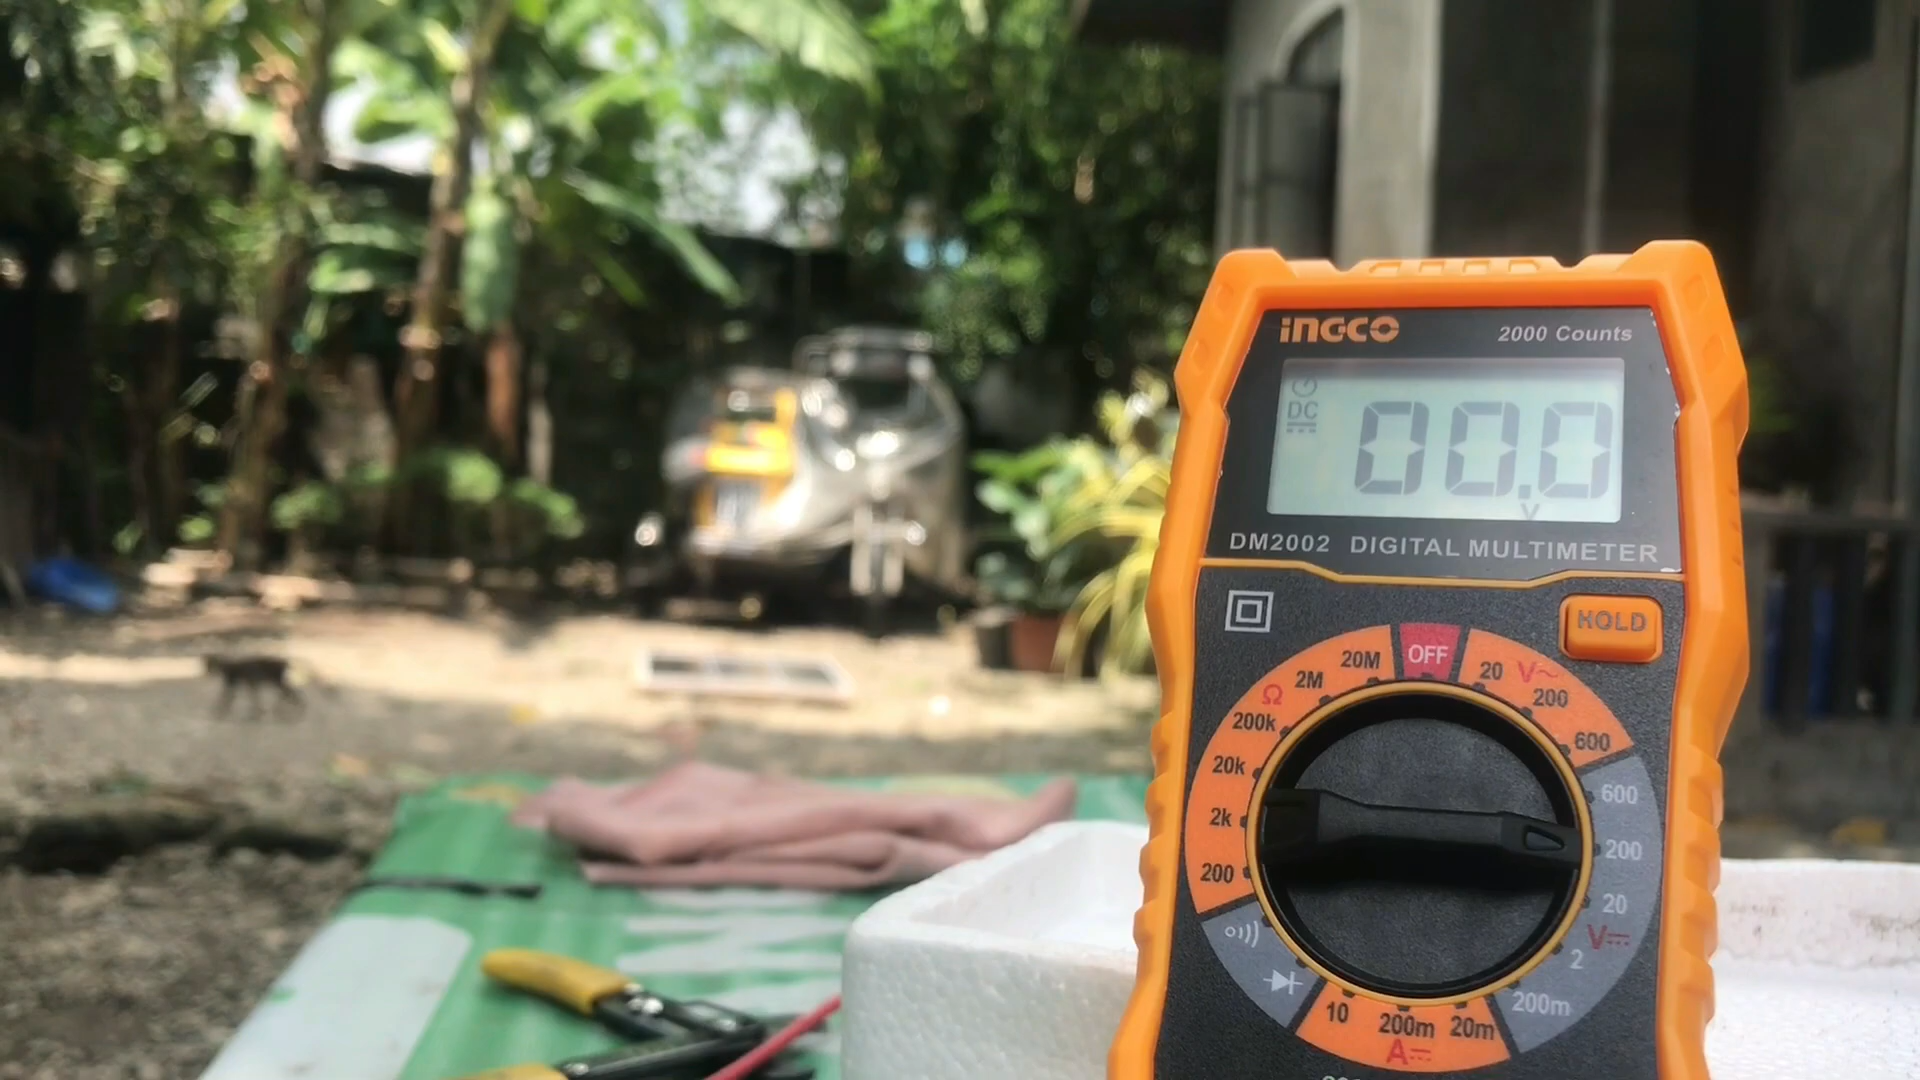 INGCO 2000 Counts
DC 00.0
V
DM2002 DIGITAL MULTIMETER
HOLD
OFF
20M 20 V~
2M 200
Ω
200k 600
20k 600
2k 200
200 20
V⎓
2
200m
10 200m 20m
A⎓